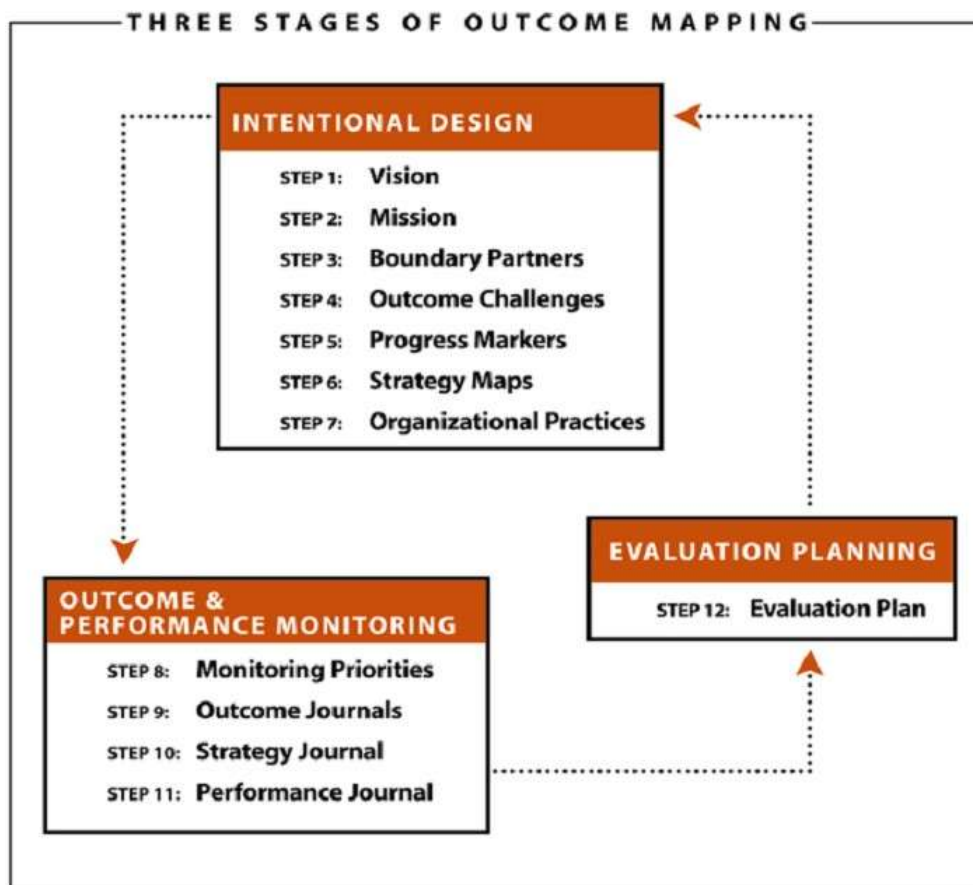 THREE STAGES OF OUTCOME MAPPING
INTENTIONAL DESIGN
STEP 1: Vision
STEP 2: Mission
STEP 3: Boundary Partners
STEP 4: Outcome Challenges
STEP 5: Progress Markers
STEP 6: Strategy Maps
STEP 7: Organizational Practices
OUTCOME &
PERFORMANCE MONITORING
STEP 8: Monitoring Priorities
STEP 9: Outcome Journals
STEP 10: Strategy Journal
STEP 11: Performance Journal
EVALUATION PLANNING
STEP 12: Evaluation Plan